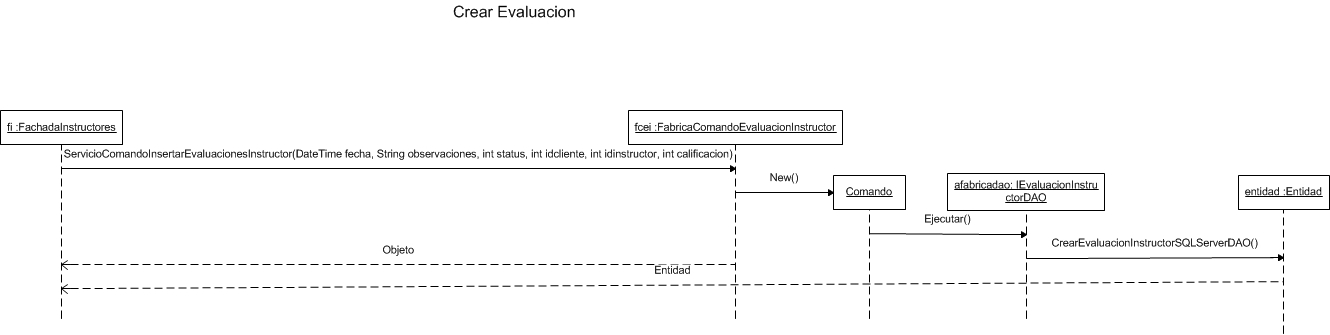 Crear Evaluacion
fi :FachadaInstructores
fcei :FabricaComandoEvaluacionInstructor
ServicioComandoInsertarEvaluacionesInstructor(DateTime fecha, String observaciones, int status, int idcliente, int idinstructor, int calificacion)
New()
Comando
afabricadao: IEvaluacionInstru
ctorDAO
entidad :Entidad
Ejecutar()
CrearEvaluacionInstructorSQLServerDAO()
Objeto
Entidad